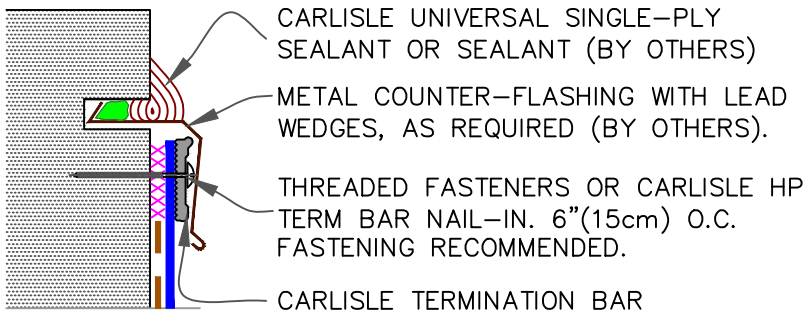 CARLISLE UNIVERSAL SINGLE-PLY
SEALANT OR SEALANT (BY OTHERS)
METAL COUNTER-FLASHING WITH LEAD
WEDGES, AS REQUIRED (BY OTHERS).
THREADED FASTENERS OR CARLISLE HP
TERM BAR NAIL-IN. 6"(15cm) O.C.
FASTENING RECOMMENDED.
CARLISLE TERMINATION BAR